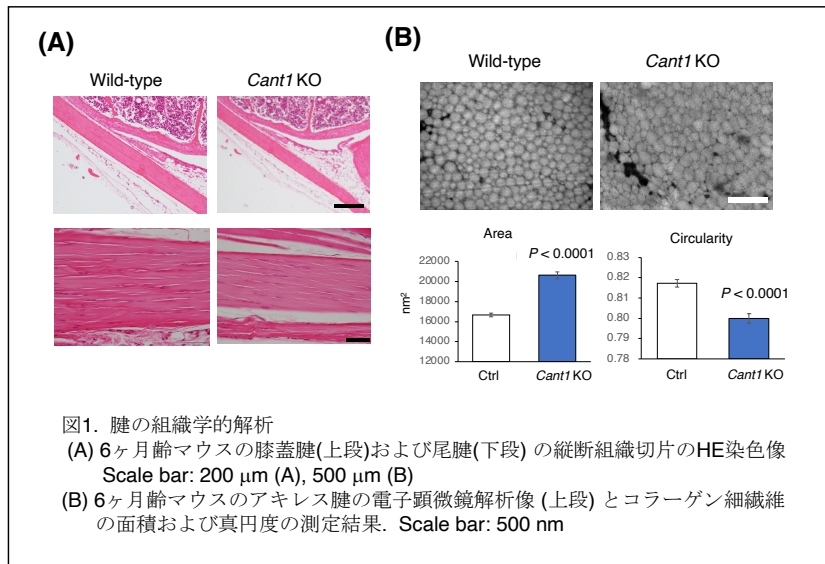 (A)
Wild-type
Cant1 KO
(B)
Wild-type
Cant1 KO
Area
P < 0.0001
22000
20000
18000
16000
14000
12000
nm²
Ctrl
Cant1 KO
Circularity
P < 0.0001
0.83
0.82
0.81
0.80
0.79
0.78
Ctrl
Cant1 KO
図1. 腱の組織学的解析
(A) 6ヶ月齢マウスの膝蓋腱(上段)および尾腱(下段) の縦断組織切片のHE染色像
Scale bar: 200 μm (A), 500 μm (B)
(B) 6ヶ月齢マウスのアキレス腱の電子顕微鏡解析像 (上段) とコラーゲン細繊維
の面積および真円度の測定結果. Scale bar: 500 nm